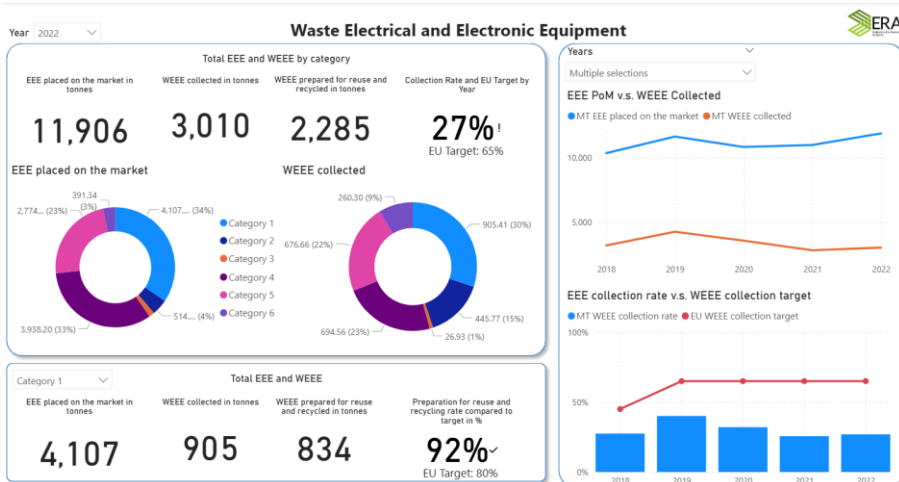 Year
2022
Waste Electrical and Electronic Equipment
ERA
Total EEE and WEEE by category
EEE placed on the market in
tonnes
WEEE collected in tonnes
WEEE prepared for reuse and
recycled in tonnes
Collection Rate and EU Target by
Year
11,906
3,010
2,285
27%!
EU Target: 65%
EEE placed on the market
391.34
(3%)
2,774... (23%)
4,107.... (34%)
514.... (4%)
3,938.20 (33%)
Category 1
Category 2
Category 3
Category 4
Category 5
Category 6
WEEE collected
260.30 (9%)
905.41 (30%)
676.66 (22%)
445.77 (15%)
694.56 (23%)
26.93 (1%)
Category 1
Total EEE and WEEE
EEE placed on the market in
tonnes
WEEE collected in tonnes
WEEE prepared for reuse
and recycled in tonnes
Preparation for reuse and
recycling rate compared to
target in %
4,107
905
834
92%
EU Target: 80%
Years
Multiple selections
EEE PoM v.s. WEEE Collected
MT EEE placed on the market MT WEEE collected
10,000
5,000
2018 2019 2020 2021 2022
EEE collection rate v.s. WEEE collection target
MT WEEE collection rate EU WEEE collection target
100%
50%
0%
2018 2019 2020 2021 2022